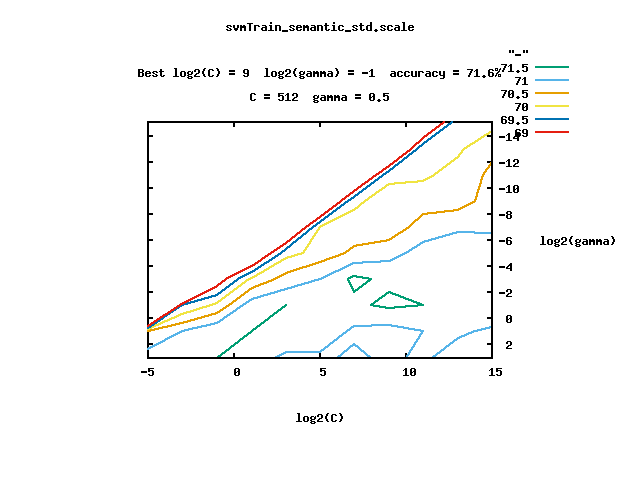 svmTrain_semantic_std.scale
"-"
Best log2(C) = 9  log2(gamma) = -1  accuracy = 71.6%
71.5
71
C = 512  gamma = 0.5
70.5
70
69.5
69
-14
-12
-10
-8
-6
log2(gamma)
-4
-2
0
2
-5 0 5 10 15
log2(C)